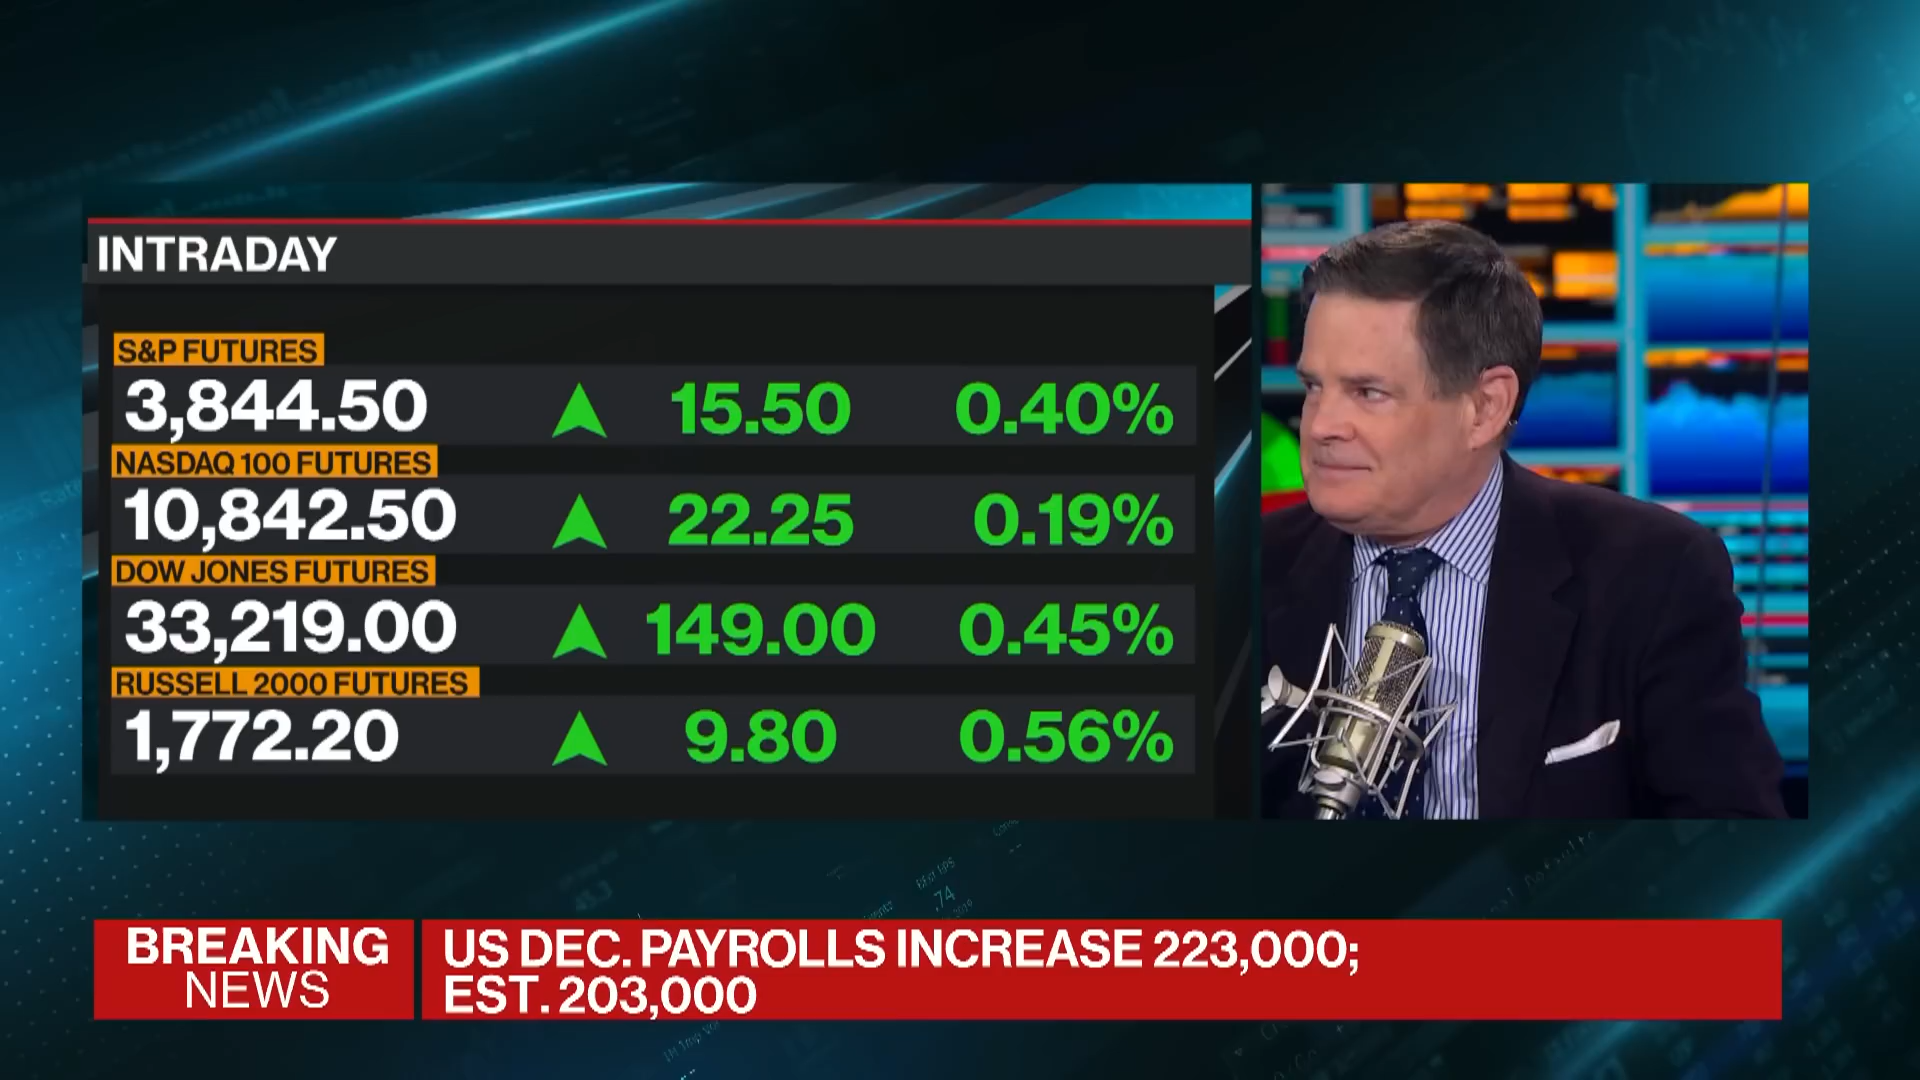 INTRADAY
S&P FUTURES
3,844.50 ▲ 15.50 0.40%
NASDAQ 100 FUTURES
10,842.50 ▲ 22.25 0.19%
DOW JONES FUTURES
33,219.00 ▲ 149.00 0.45%
RUSSELL 2000 FUTURES
1,772.20 ▲ 9.80 0.56%
BREAKING
NEWS
US DEC. PAYROLLS INCREASE 223,000;
EST. 203,000